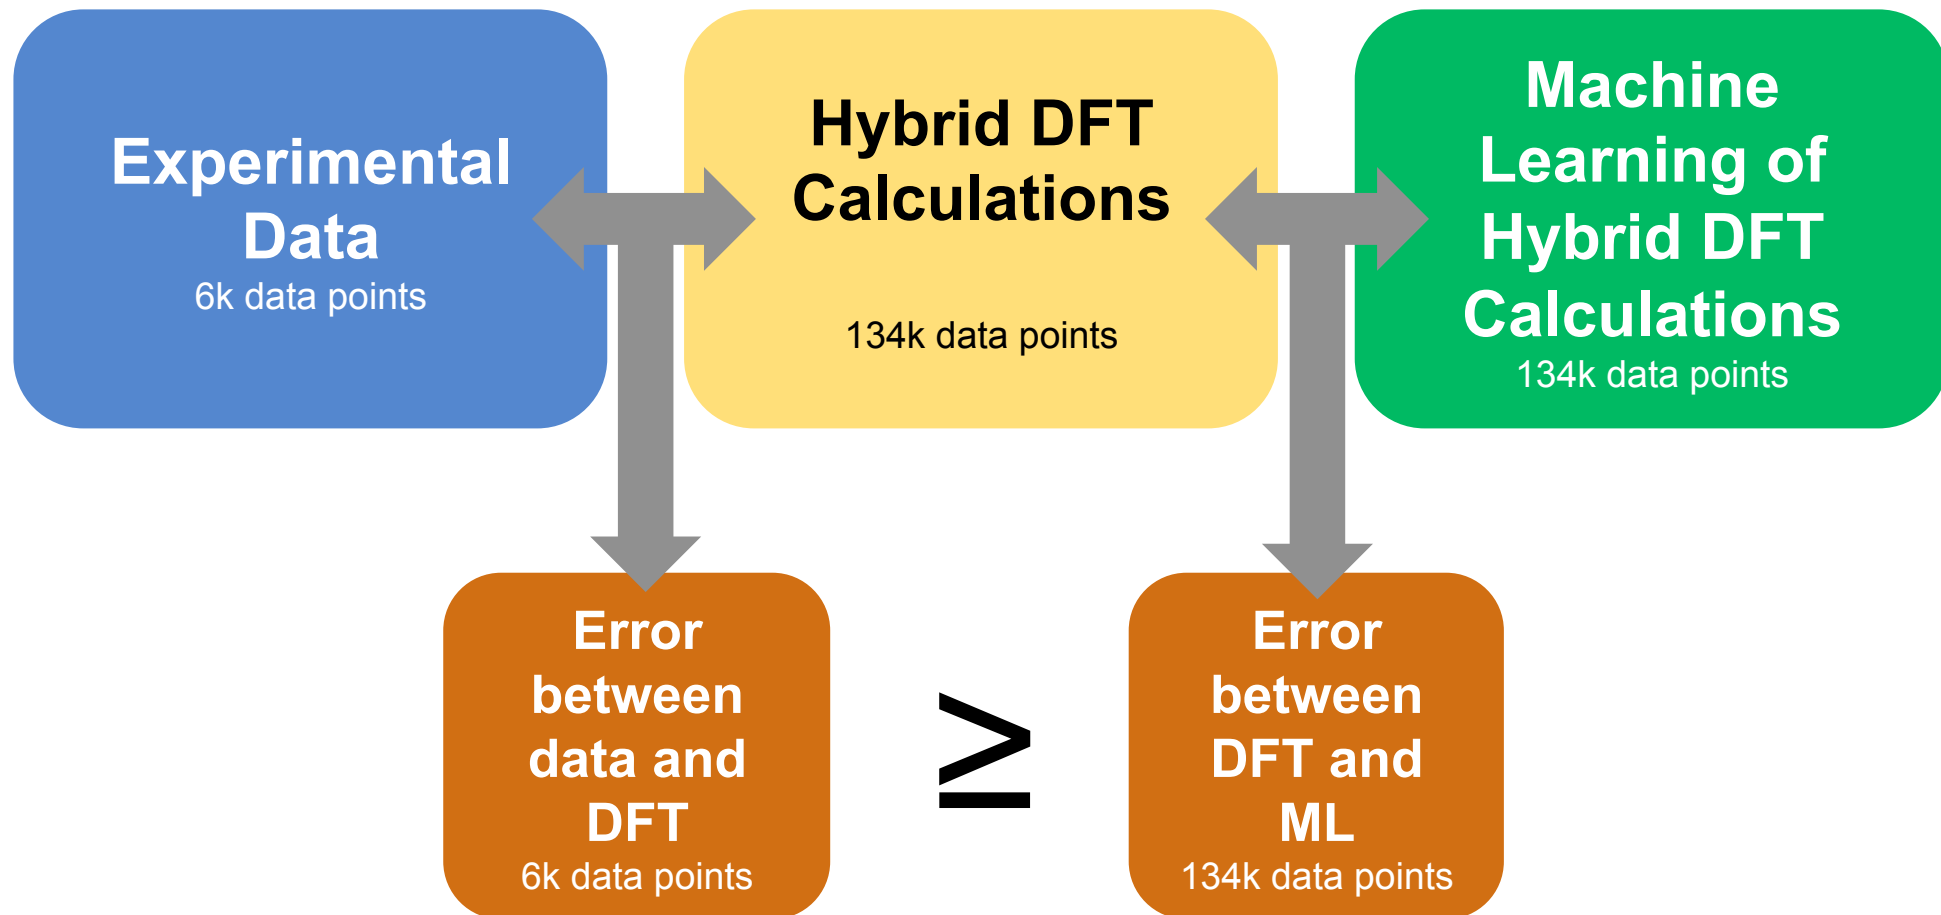 Experimental
Data
6k data points
Hybrid DFT
Calculations
134k data points
Machine
Learning of
Hybrid DFT
Calculations
134k data points
Error
between
data and
DFT
6k data points
≥
Error
between
DFT and
ML
134k data points